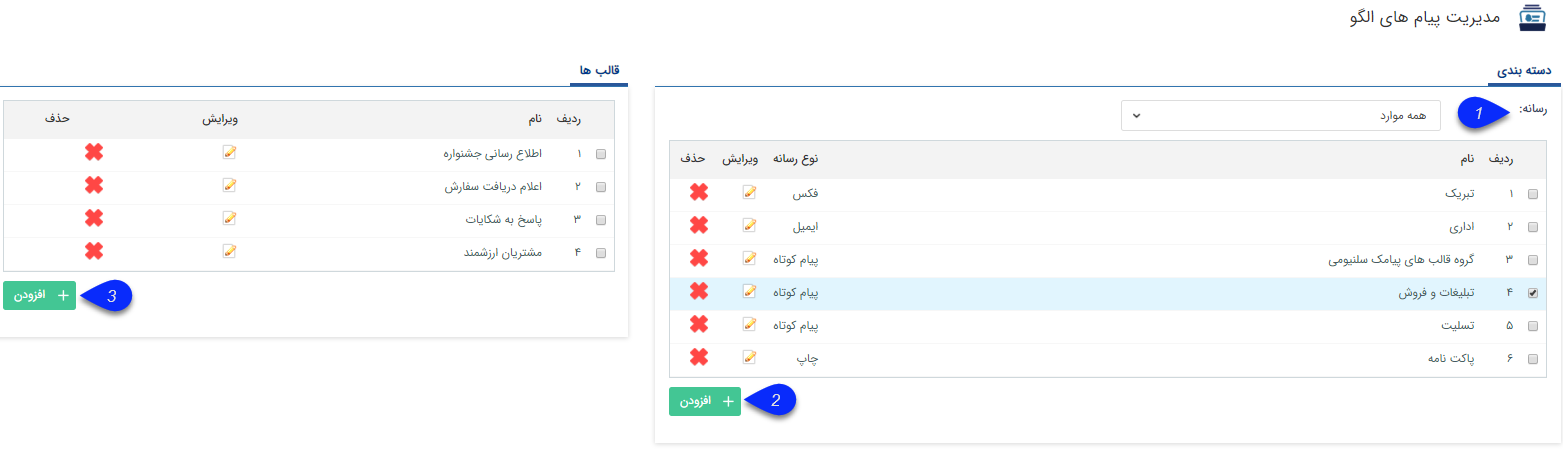 مدیریت پیام های الگو
دسته بندی
رسانه:
1
همه موارد
ردیف نام نوع رسانه ویرایش حذف
۱ تبریک فکس
۲ اداری ایمیل
۳ گروه قالب های پیامک سلنیومی پیام کوتاه
۴ تبلیغات و فروش پیام کوتاه
۵ تسلیت پیام کوتاه
۶ پاکت نامه چاپ
+ افزودن
2
قالب ها
ردیف نام ویرایش حذف
۱ اطلاع رسانی جشنواره
۲ اعلام دریافت سفارش
۳ پاسخ به شکایات
۴ مشتریان ارزشمند
+ افزودن
3